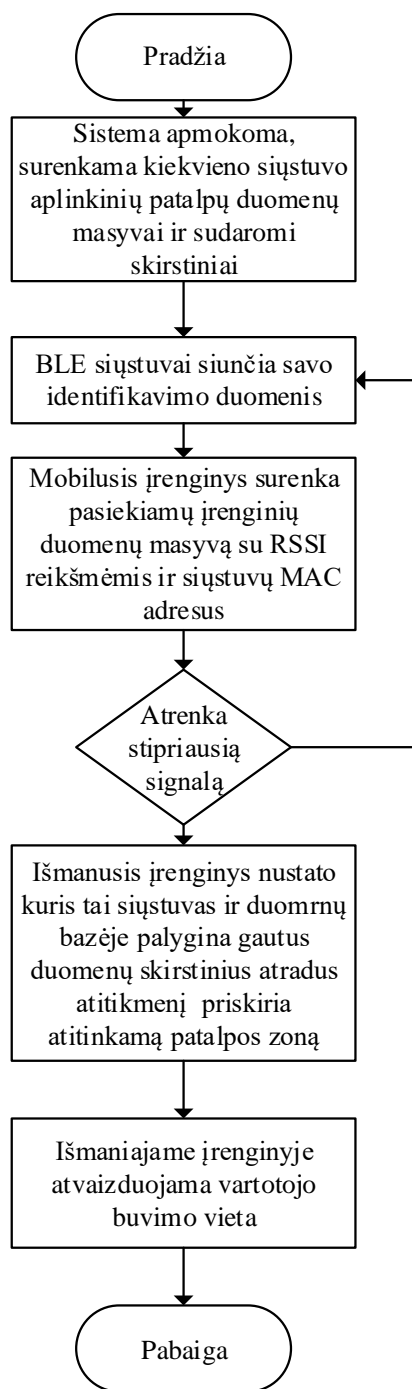 Pradžia
Sistema apmokoma,
surenkama kiekvieno siųstuvo
aplinkinių patalpų duomenų
masyvai ir sudaromi
skirstiniai
BLE siųstuvai siunčia savo
identifikavimo duomenis
Mobilusis įrenginys surenka
pasiekiamų įrenginių
duomenų masyvą su RSSI
reikšmėmis ir siųstuvų MAC
adresus
Atrenka
stipriausią
signalą
Išmanusis įrenginys nustato
kuris tai siųstuvas ir duomrnų
bazėje palygina gautus
duomenų skirstinius atradus
atitikmenį priskiria
atitinkamą patalpos zoną
Išmaniajame įrenginyje
atvaizduojama vartotojo
buvimo vieta
Pabaiga